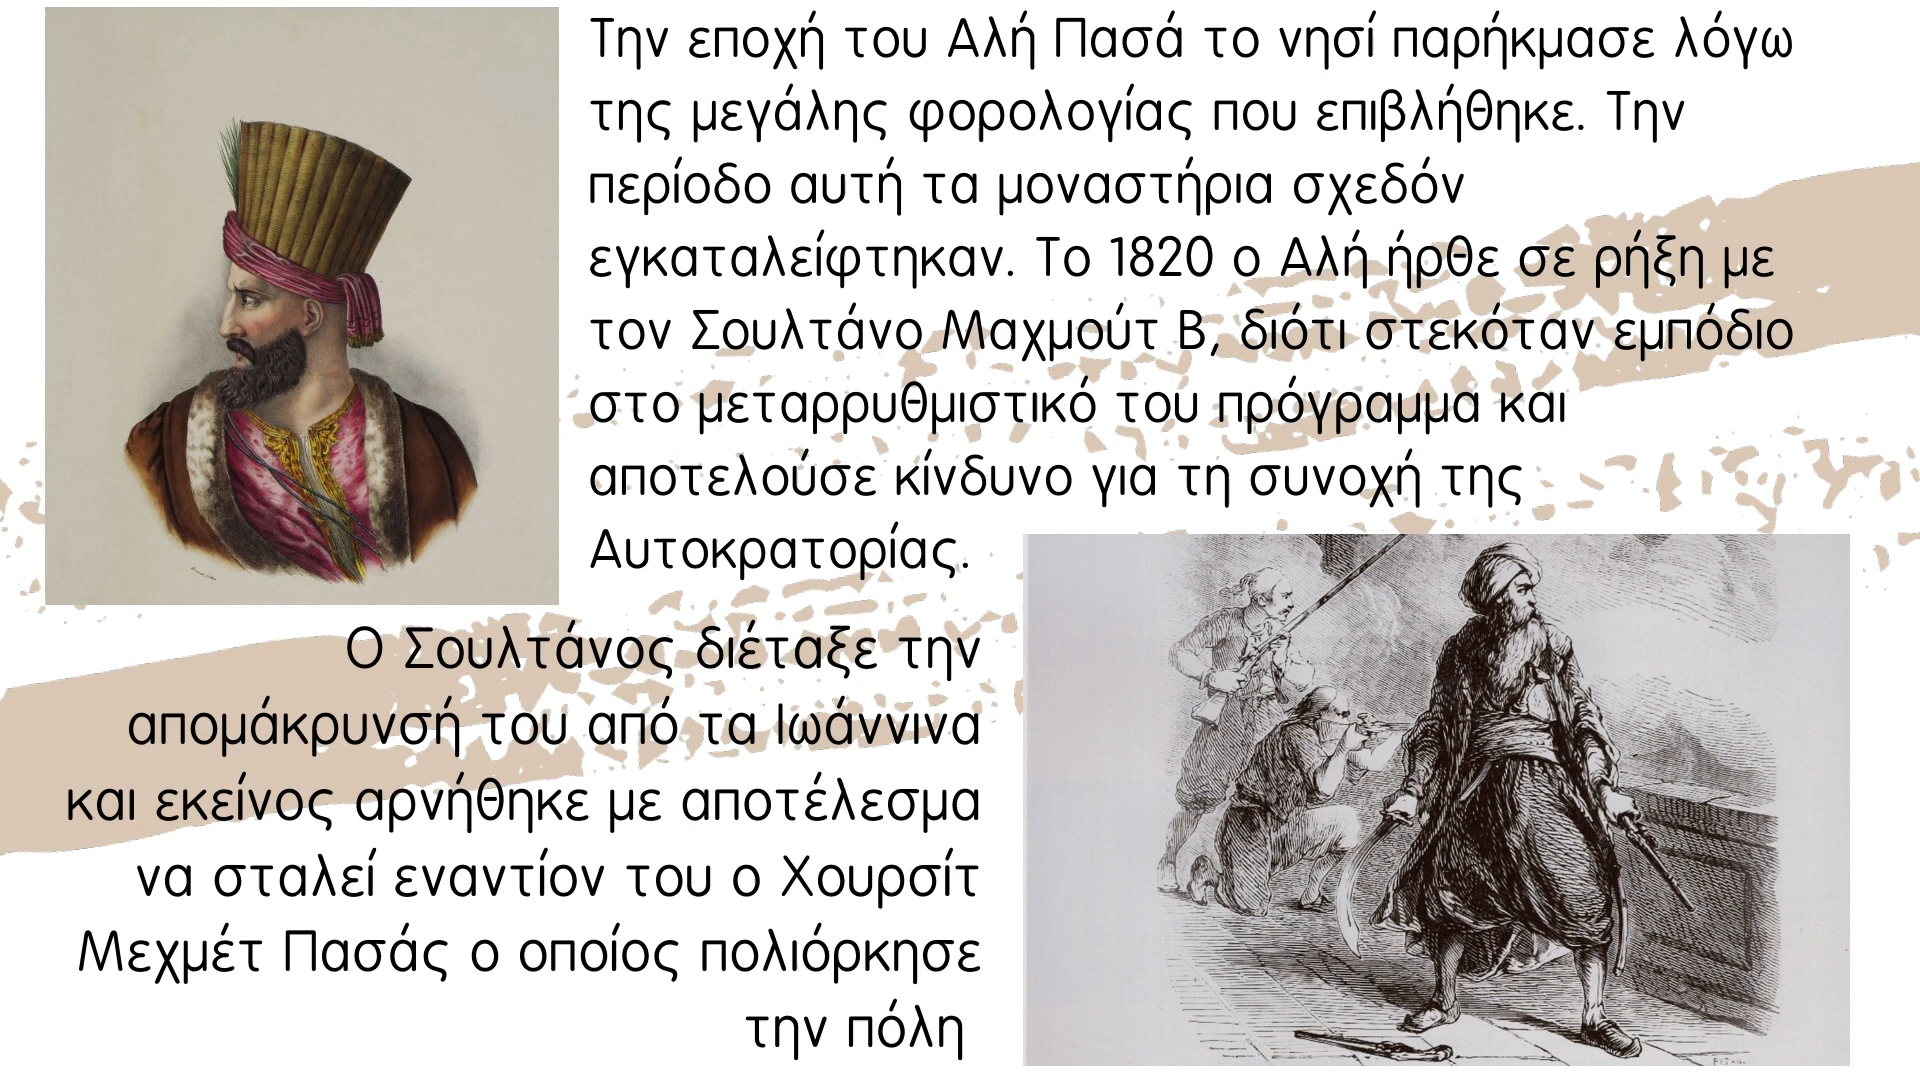 Την εποχή του Αλή Πασά το νησί παρήκμασε λόγω
της μεγάλης φορολογίας που επιβλήθηκε. Την
περίοδο αυτή τα μοναστήρια σχεδόν
εγκαταλείφτηκαν. Το 1820 ο Αλή ήρθε σε ρήξη με
τον Σουλτάνο Μαχμούτ Β, διότι στεκόταν εμπόδιο
στο μεταρρυθμιστικό του πρόγραμμα και
αποτελούσε κίνδυνο για τη συνοχή της
Αυτοκρατορίας.
Ο Σουλτάνος διέταξε την
απομάκρυνσή του από τα Ιωάννινα
και εκείνος αρνήθηκε με αποτέλεσμα
να σταλεί εναντίον του ο Χουρσίτ
Μεχμέτ Πασάς ο οποίος πολιόρκησε
την πόλη